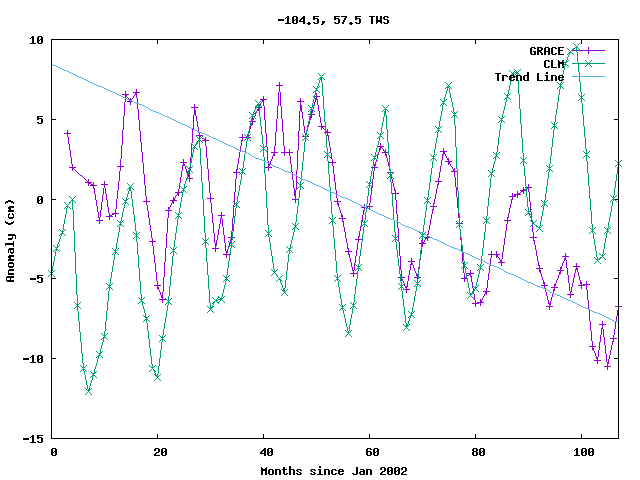 -104.5, 57.5 TWS
GRACE
CLM
Trend Line
Anomaly (cm)
10
5
0
-5
-10
-15
0 20 40 60 80 100
Months since Jan 2002